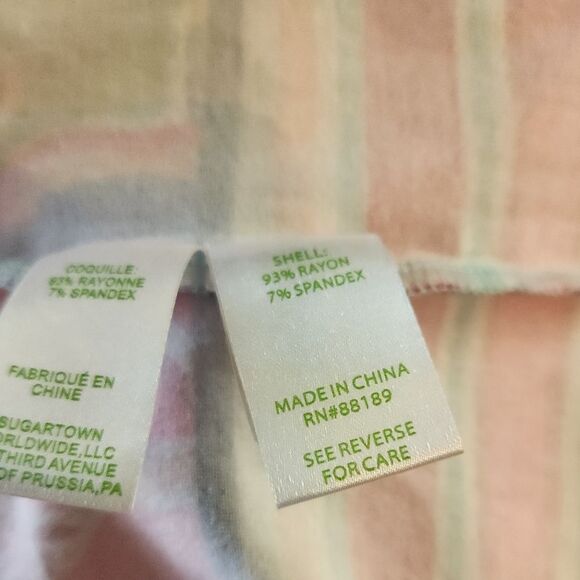 COQUILLE:
93% RAYONNE
7% SPANDEX
FABRIQUÉ EN
CHINE
SUGARTOWN
ORLDWIDE,LLC
THIRD AVENUE
OF PRUSSIA,PA
SHELL:
93% RAYON
7% SPANDEX
MADE IN CHINA
RN#88189
SEE REVERSE
FOR CARE